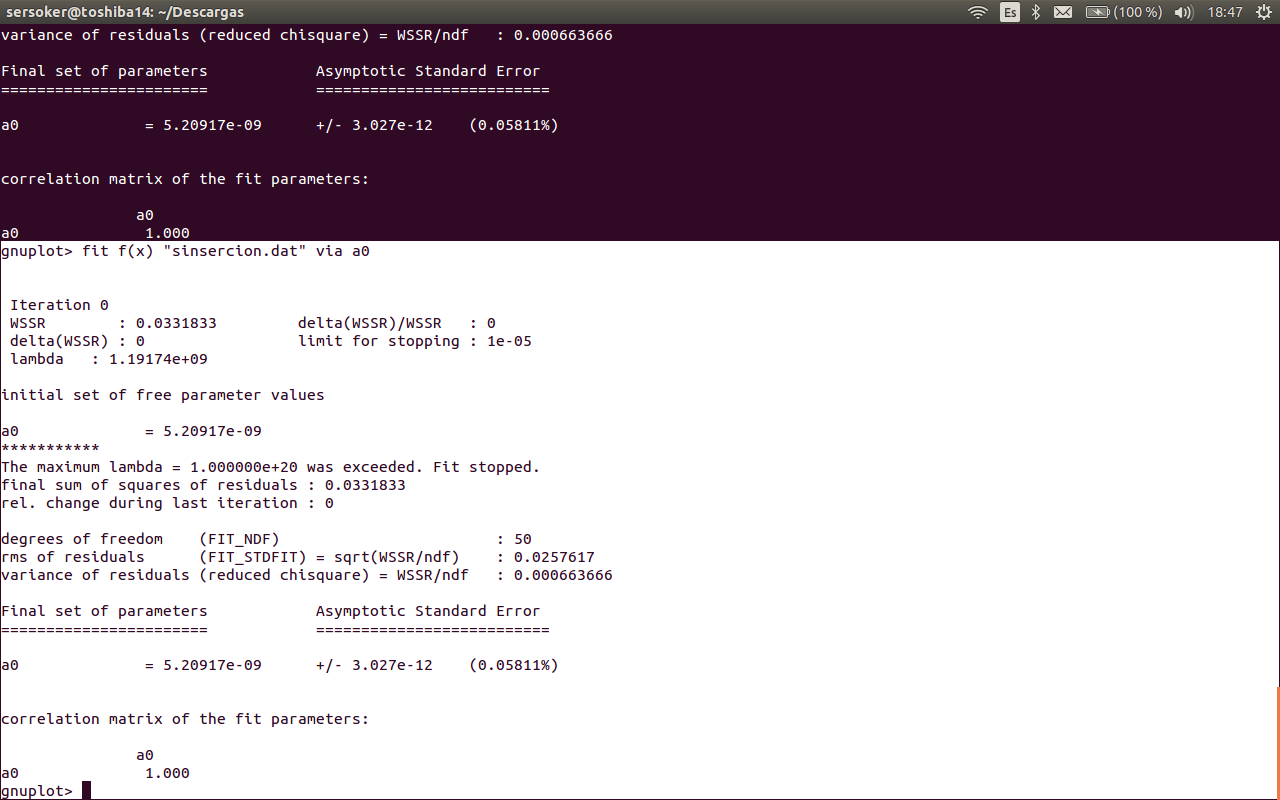 sersoker@toshiba14: ~/Descargas
Es
(100 %)
18:47
variance of residuals (reduced chisquare) = WSSR/ndf   : 0.000663666
Final set of parameters            Asymptotic Standard Error
=======================            ==========================
a0              = 5.20917e-09      +/- 3.027e-12    (0.05811%)
correlation matrix of the fit parameters:
               a0
a0              1.000
gnuplot> fit f(x) "sinsercion.dat" via a0
 Iteration 0
 WSSR        : 0.0331833         delta(WSSR)/WSSR   : 0
 delta(WSSR) : 0                 limit for stopping : 1e-05
 lambda   : 1.19174e+09
initial set of free parameter values
a0              = 5.20917e-09
***********
The maximum lambda = 1.000000e+20 was exceeded. Fit stopped.
final sum of squares of residuals : 0.0331833
rel. change during last iteration : 0
degrees of freedom    (FIT_NDF)                        : 50
rms of residuals      (FIT_STDFIT) = sqrt(WSSR/ndf)    : 0.0257617
variance of residuals (reduced chisquare) = WSSR/ndf   : 0.000663666
Final set of parameters            Asymptotic Standard Error
=======================            ==========================
a0              = 5.20917e-09      +/- 3.027e-12    (0.05811%)
correlation matrix of the fit parameters:
               a0
a0              1.000
gnuplot>